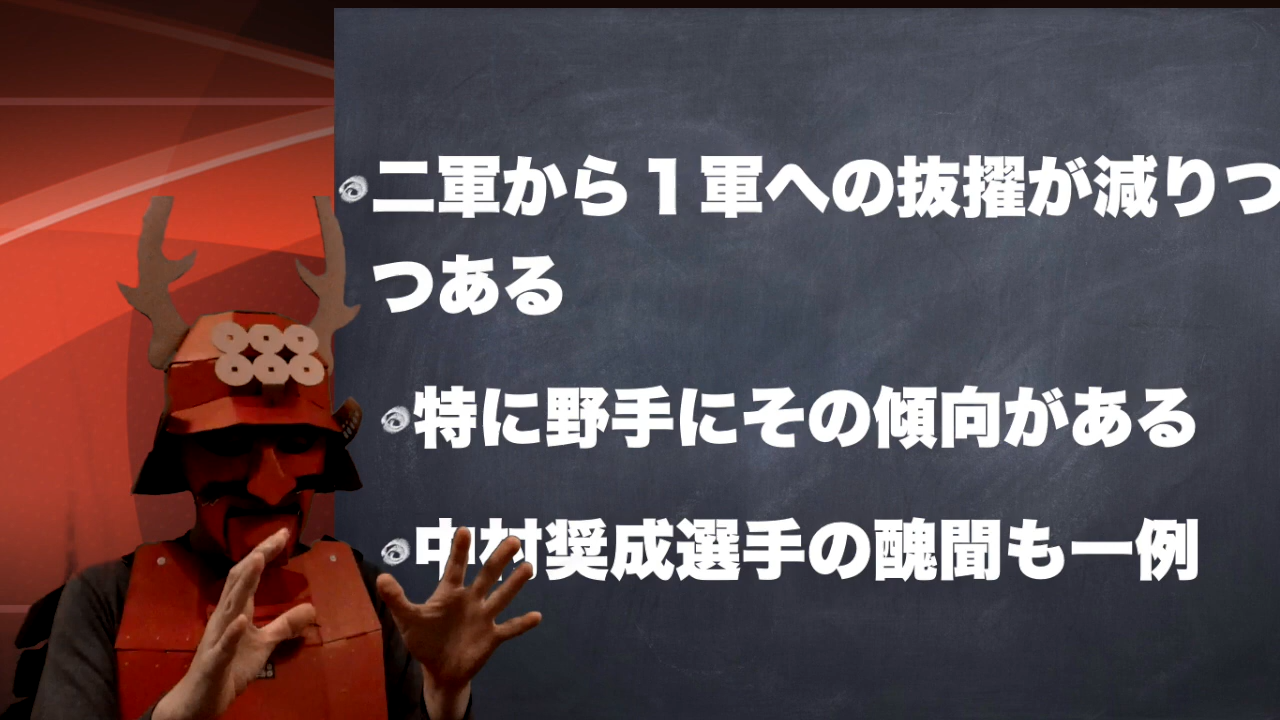 二軍から１軍への抜擢が減りつ
つある
特に野手にその傾向がある
中村奨成選手の醜聞も一例